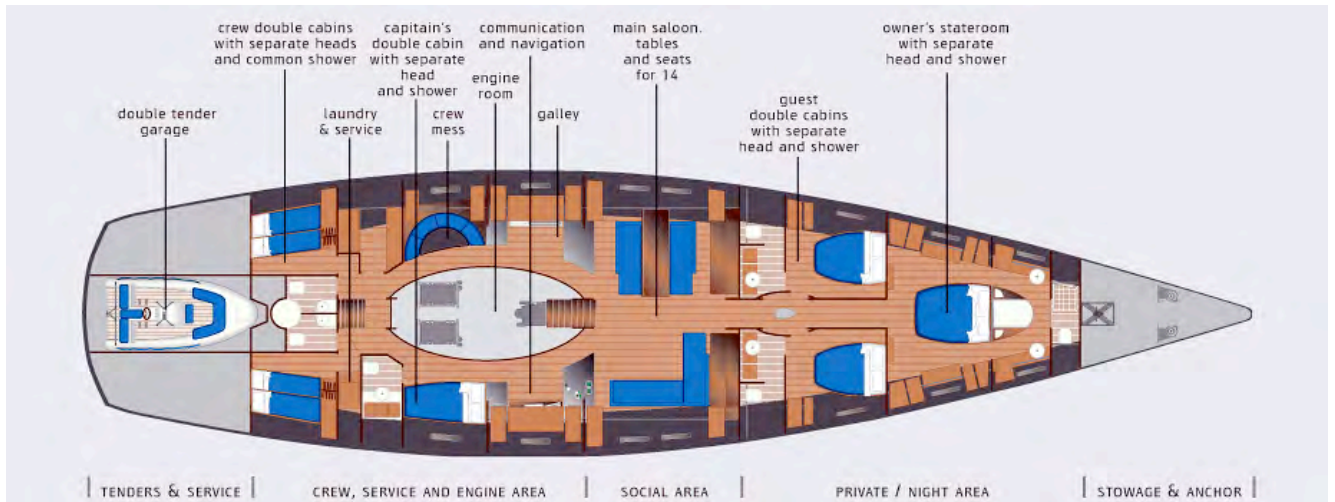 crew double cabins
with separate heads
and common shower
capitain's
double cabin
with separate
head
and shower
communication
and navigation
main saloon.
tables
and seats
for 14
owner's stateroom
with separate
head and shower
engine
room
guest
double cabins
with separate
head and shower
double tender
garage
laundry
& service
crew
mess
galley
TENDERS & SERVICE
CREW, SERVICE AND ENGINE AREA
SOCIAL AREA
PRIVATE / NIGHT AREA
STOWAGE & ANCHOR